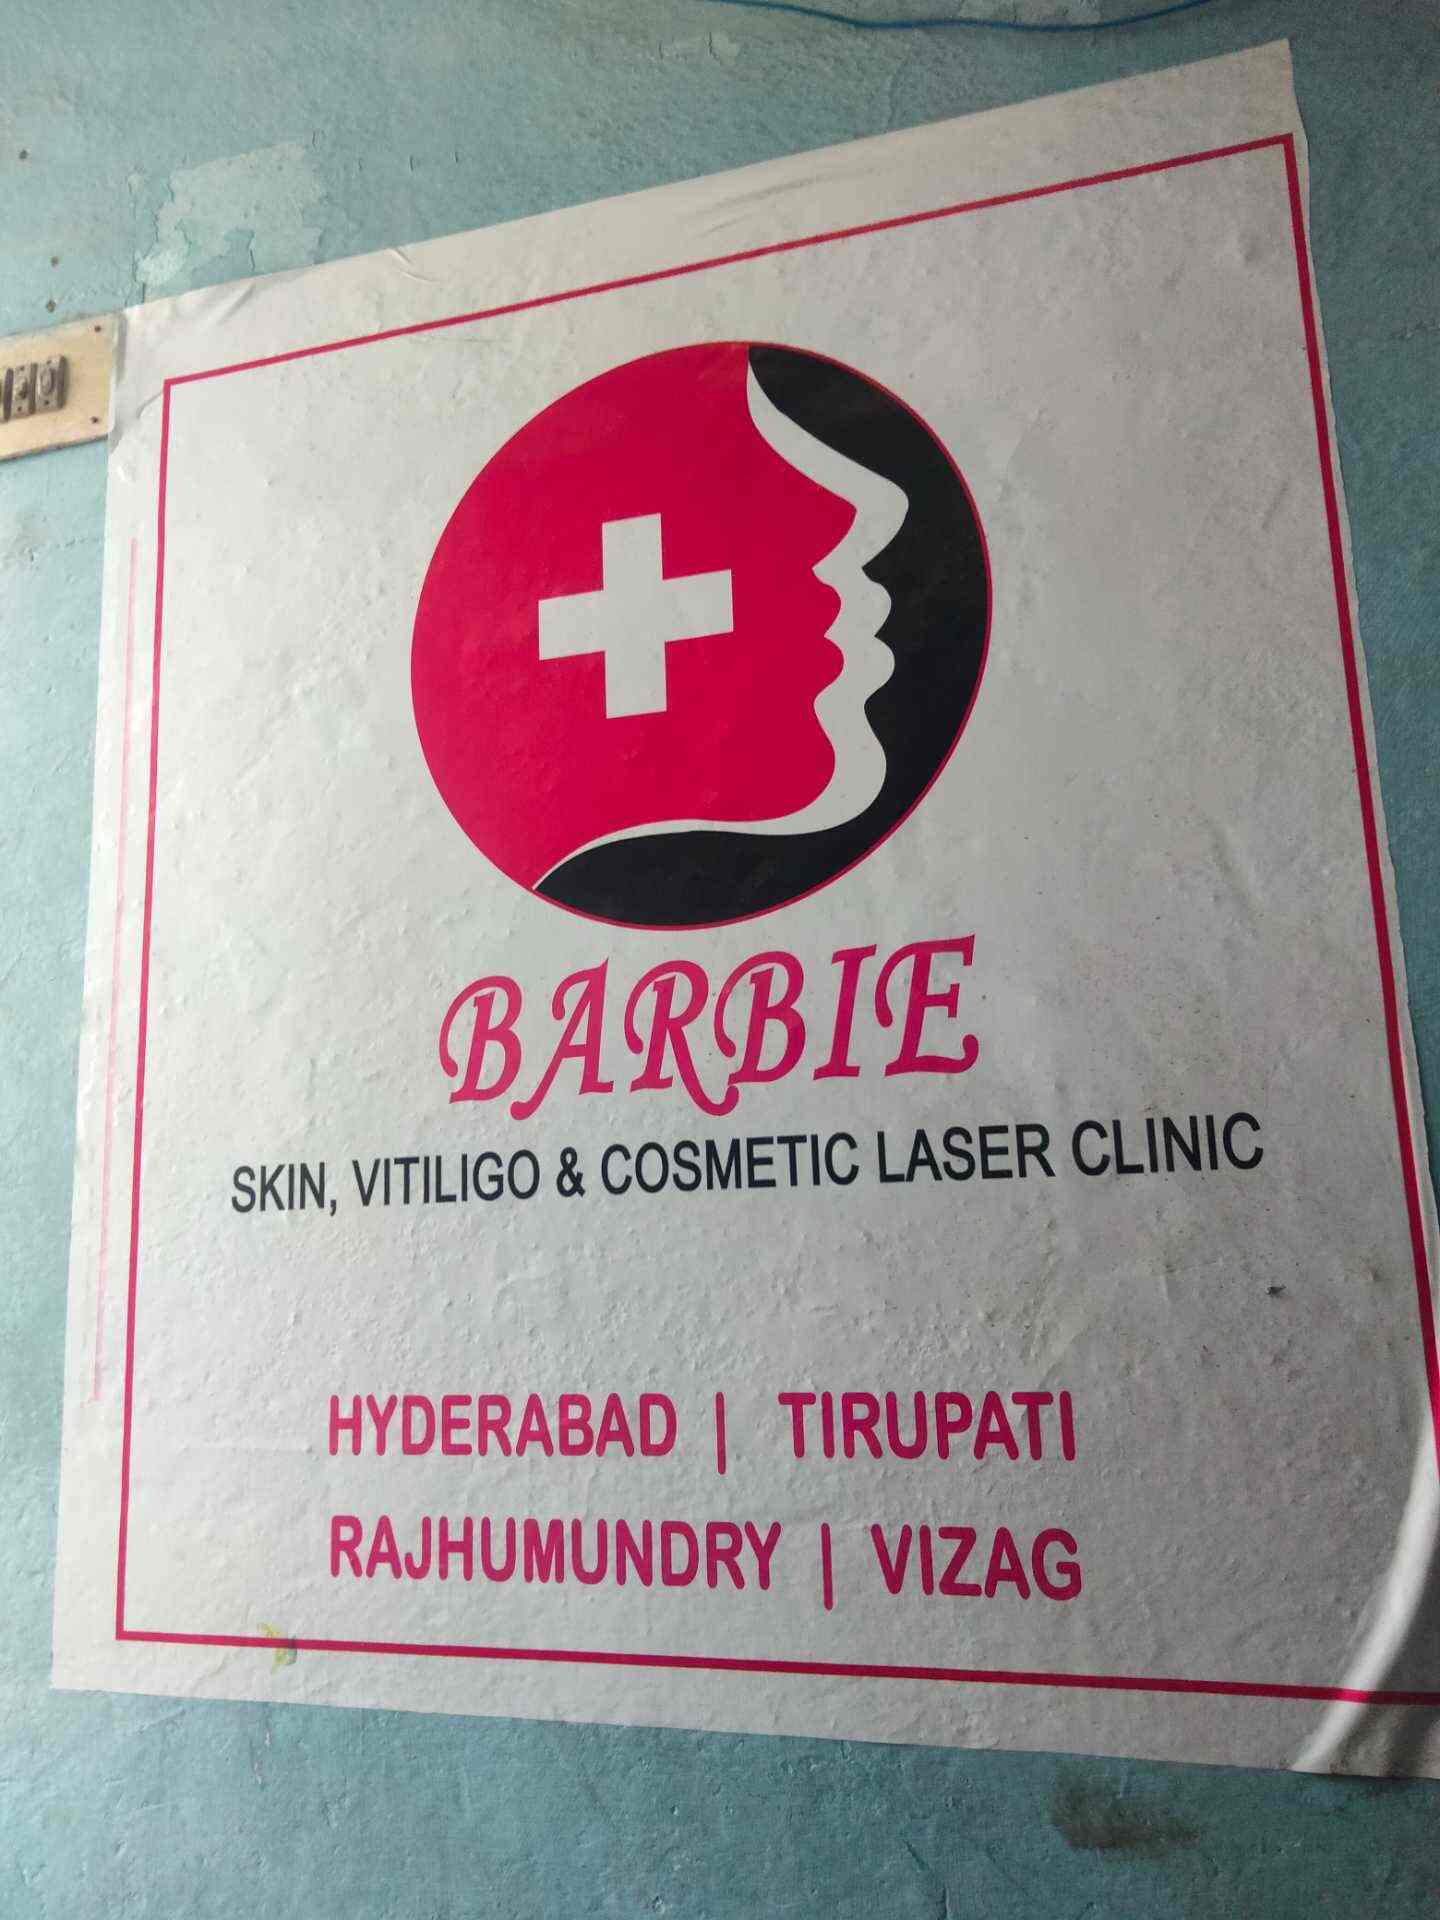 BARBIE
SKIN, VITILIGO & COSMETIC LASER CLINIC
HYDERABAD | TIRUPATI
RAJHUMUNDRY | VIZAG